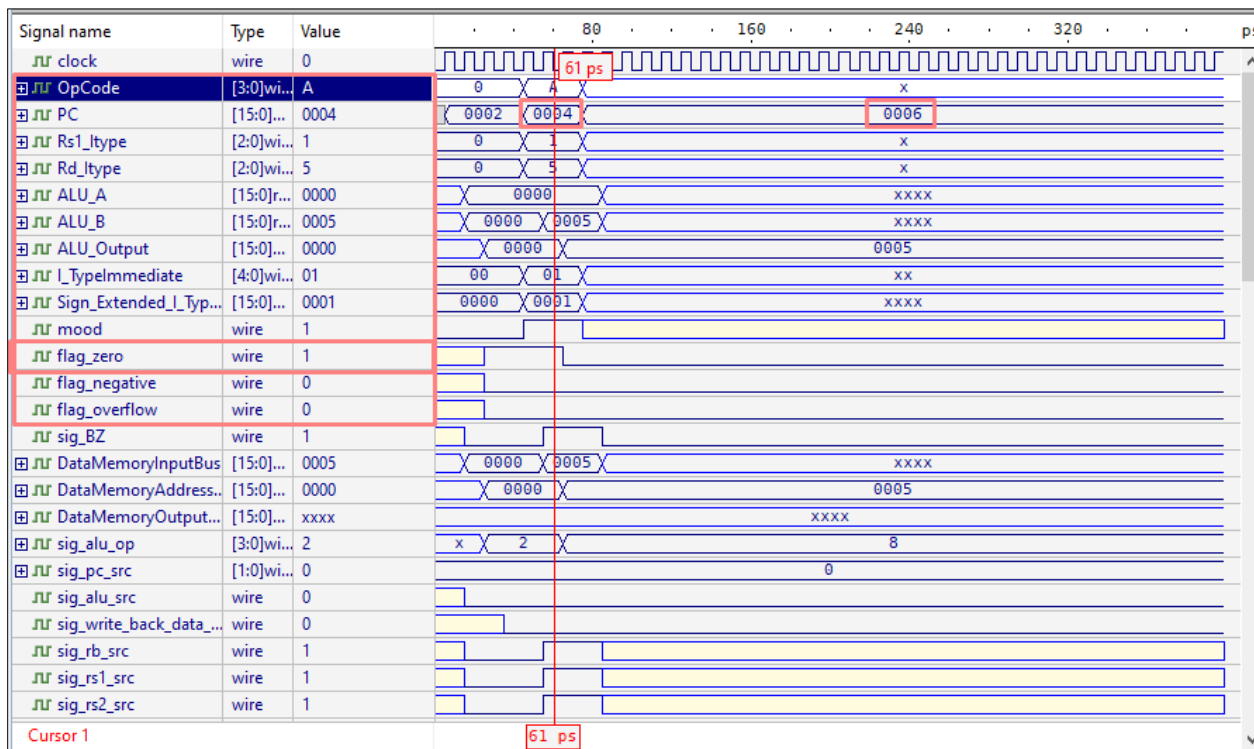 Signal name Type Value 80 160 240 320 ps
clock wire 0 61 ps
OpCode [3:0]wi... A 0 A x
PC [15:0]... 0004 0002 0004 0006
Rs1_Itype [2:0]wi... 1 0 1 x
Rd_Itype [2:0]wi... 5 0 5 x
ALU_A [15:0]r... 0000 0000 xxxx
ALU_B [15:0]r... 0005 0000 0005 xxxx
ALU_Output [15:0]... 0000 0000 0005
I_TypeImmediate [4:0]wi... 01 00 01 xx
Sign_Extended_I_Typ... [15:0]... 0001 0000 0001 xxxx
mood wire 1
flag_zero wire 1
flag_negative wire 0
flag_overflow wire 0
sig_BZ wire 1
DataMemoryInputBus [15:0]... 0005 0000 0005 xxxx
DataMemoryAddress... [15:0]... 0000 0000 0005
DataMemoryOutput... [15:0]... xxxx xxxx
sig_alu_op [3:0]wi... 2 x 2 8
sig_pc_src [1:0]wi... 0 0
sig_alu_src wire 0
sig_write_back_data_... wire 0
sig_rb_src wire 1
sig_rs1_src wire 1
sig_rs2_src wire 1
Cursor 1 61 ps